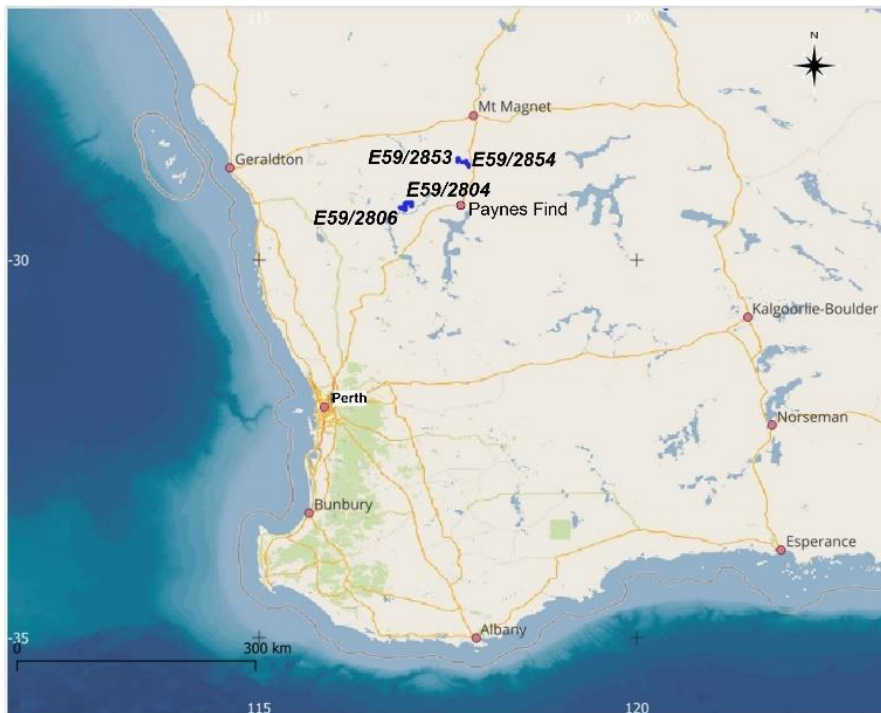 115
120
N
Mt Magnet
E59/2853
E59/2854
Geraldton
E59/2804
E59/2806
Paynes Find
-30
Kalgoorlie-Boulder
Perth
Norseman
Bunbury
Esperance
Albany
-35
0
300 km
115
120